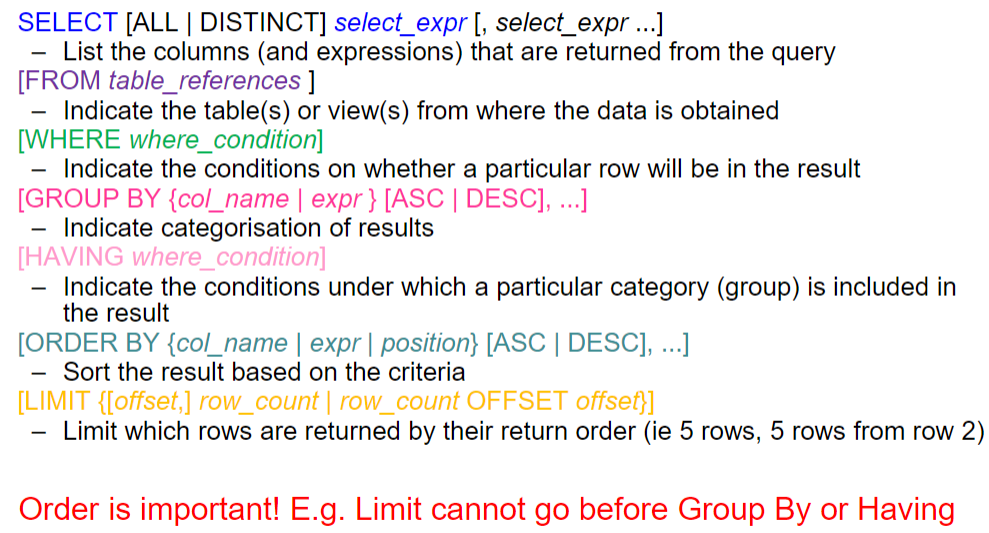 SELECT [ALL | DISTINCT] select_expr [, select_expr ...]
– List the columns (and expressions) that are returned from the query
[FROM table_references ]
– Indicate the table(s) or view(s) from where the data is obtained
[WHERE where_condition]
– Indicate the conditions on whether a particular row will be in the result
[GROUP BY {col_name | expr } [ASC | DESC], ...]
– Indicate categorisation of results
[HAVING where_condition]
– Indicate the conditions under which a particular category (group) is included in
the result
[ORDER BY {col_name | expr | position} [ASC | DESC], ...]
– Sort the result based on the criteria
[LIMIT {[offset,] row_count | row_count OFFSET offset}]
– Limit which rows are returned by their return order (ie 5 rows, 5 rows from row 2)
Order is important! E.g. Limit cannot go before Group By or Having